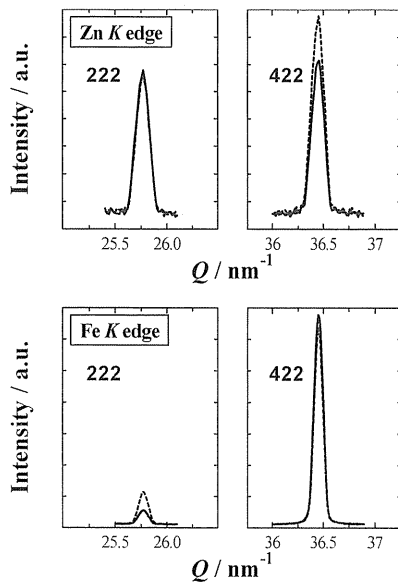 Zn K edge
222
422
Intensity / a.u.
25.5 26.0
36 36.5 37
Q / nm-1
Fe K edge
222
422
Intensity / a.u.
25.5 26.0
36 36.5 37
Q / nm-1